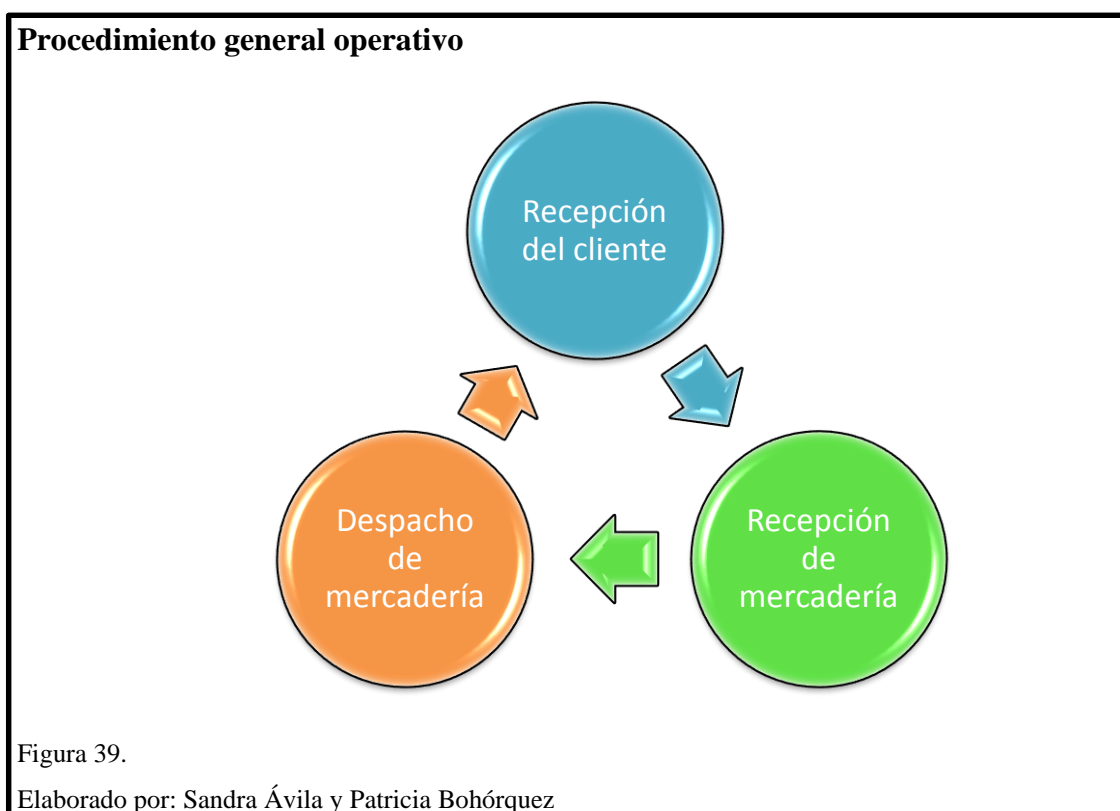 Procedimiento general operativo
Recepción
del cliente
Recepción
de
mercadería
Despacho
de
mercadería
Figura 39.
Elaborado por: Sandra Ávila y Patricia Bohórquez